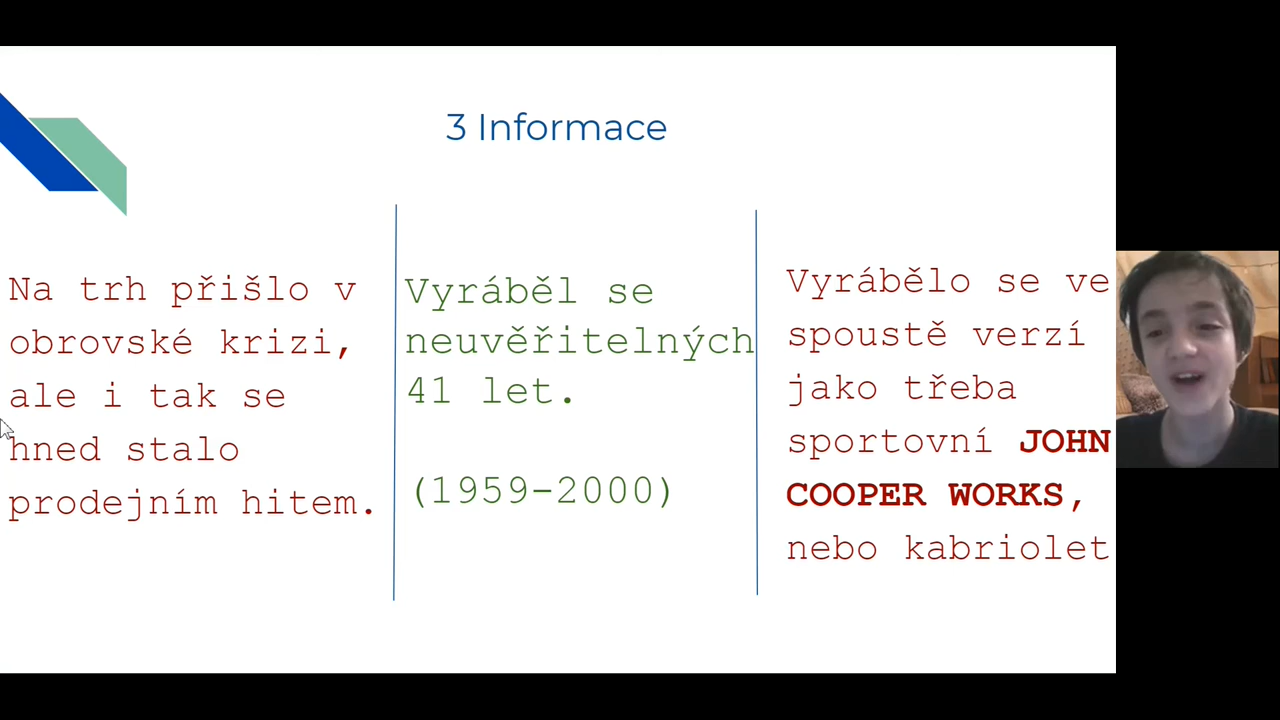 3 Informace
Na trh přišlo v
obrovské krizi,
ale i tak se
hned stalo
prodejním hitem.
Vyráběl se
neuvěřitelných
41 let.
(1959-2000)
Vyrábělo se ve
spoustě verzí
jako třeba
sportovní JOHN
COOPER WORKS,
nebo kabriolet